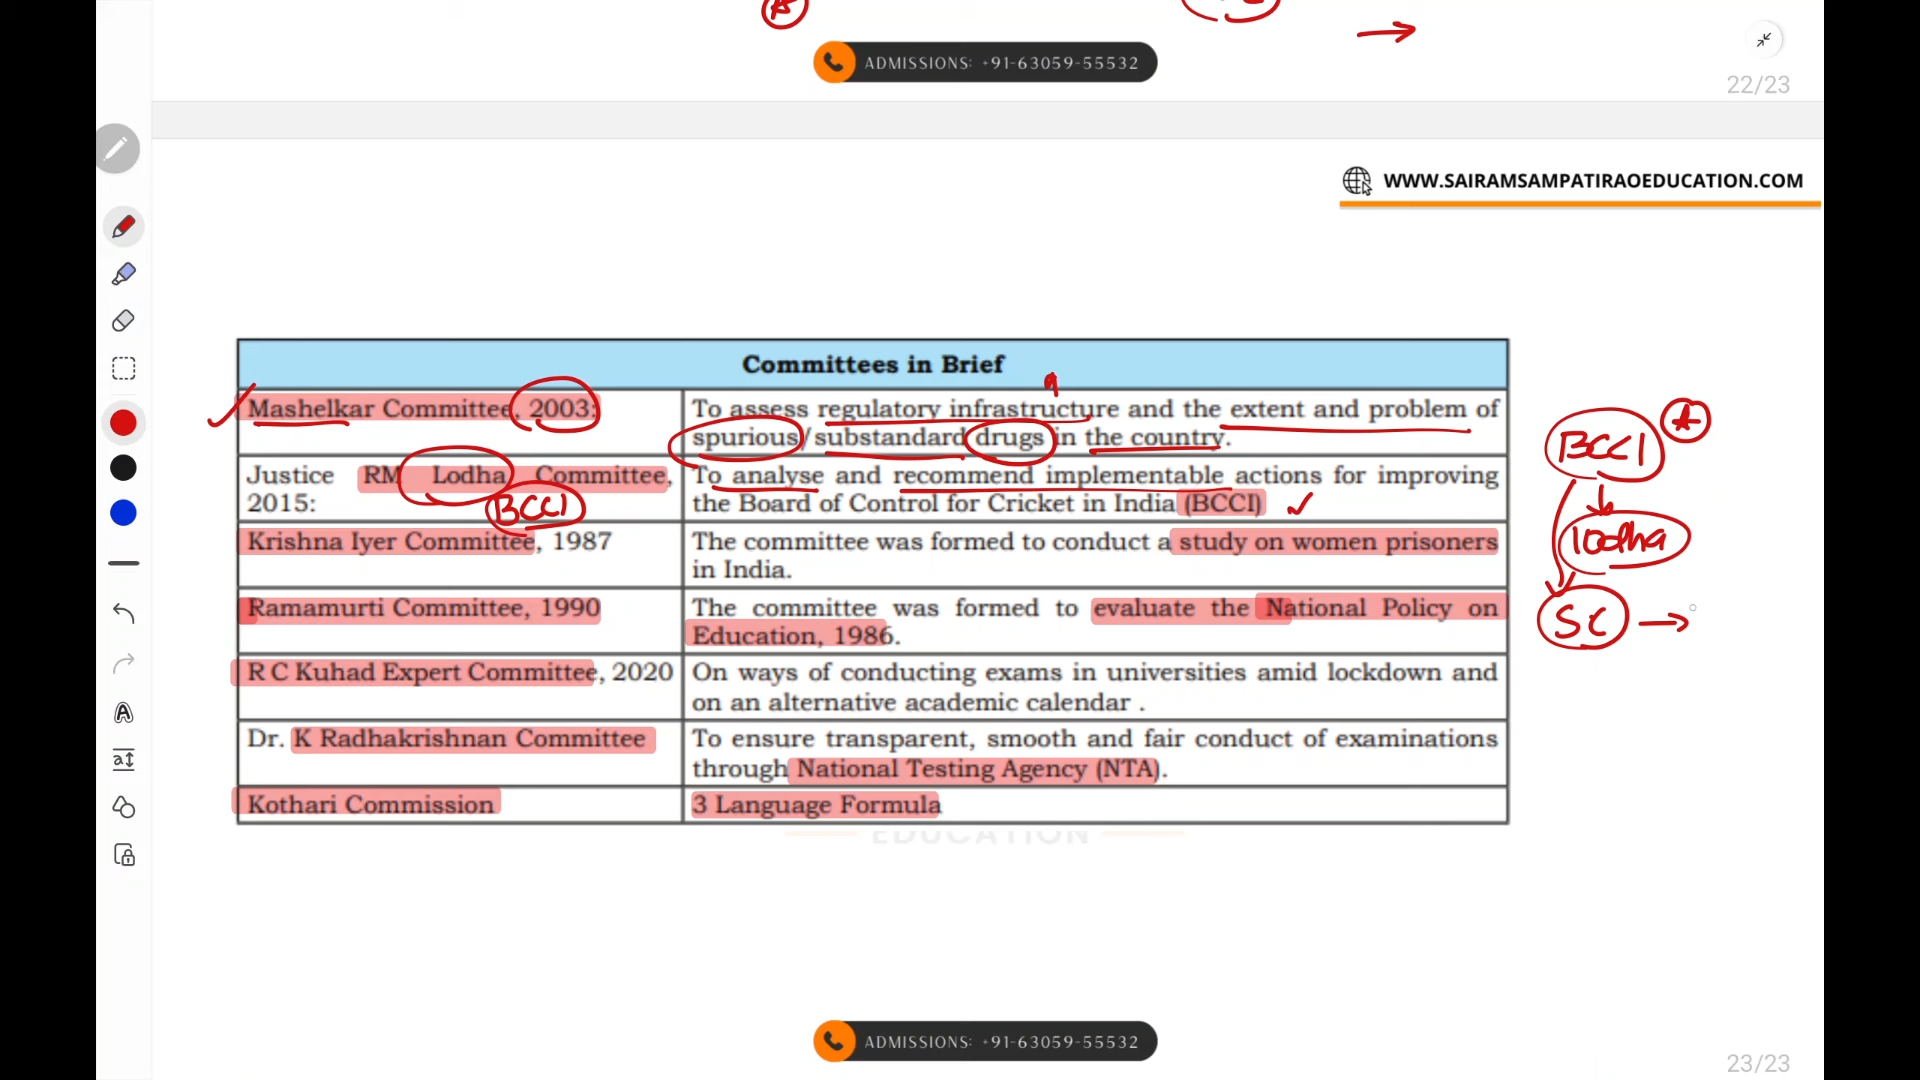 ADMISSIONS: +91-63059-55532
22/23
WWW.SAIRAMSAMPATIRAOEDUCATION.COM
Committees in Brief
Mashelkar Committee, 2003:
To assess regulatory infrastructure and the extent and problem of
spurious/substandard drugs in the country.
Justice RM Lodha Committee,
2015:
BCCI
To analyse and recommend implementable actions for improving
the Board of Control for Cricket in India (BCCI)
Krishna Iyer Committee, 1987
The committee was formed to conduct a study on women prisoners
in India.
Ramamurti Committee, 1990
The committee was formed to evaluate the National Policy on
Education, 1986.
R C Kuhad Expert Committee, 2020
On ways of conducting exams in universities amid lockdown and
on an alternative academic calendar .
Dr. K Radhakrishnan Committee
To ensure transparent, smooth and fair conduct of examinations
through National Testing Agency (NTA).
Kothari Commission
3 Language Formula
BCCI
lodha
SC
EDUCATION
ADMISSIONS: +91-63059-55532
23/23